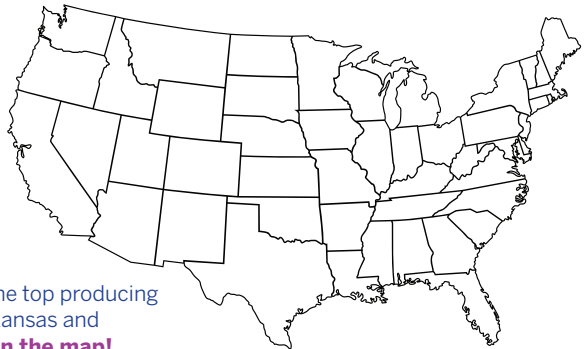 he top producing
ansas and
n the map!